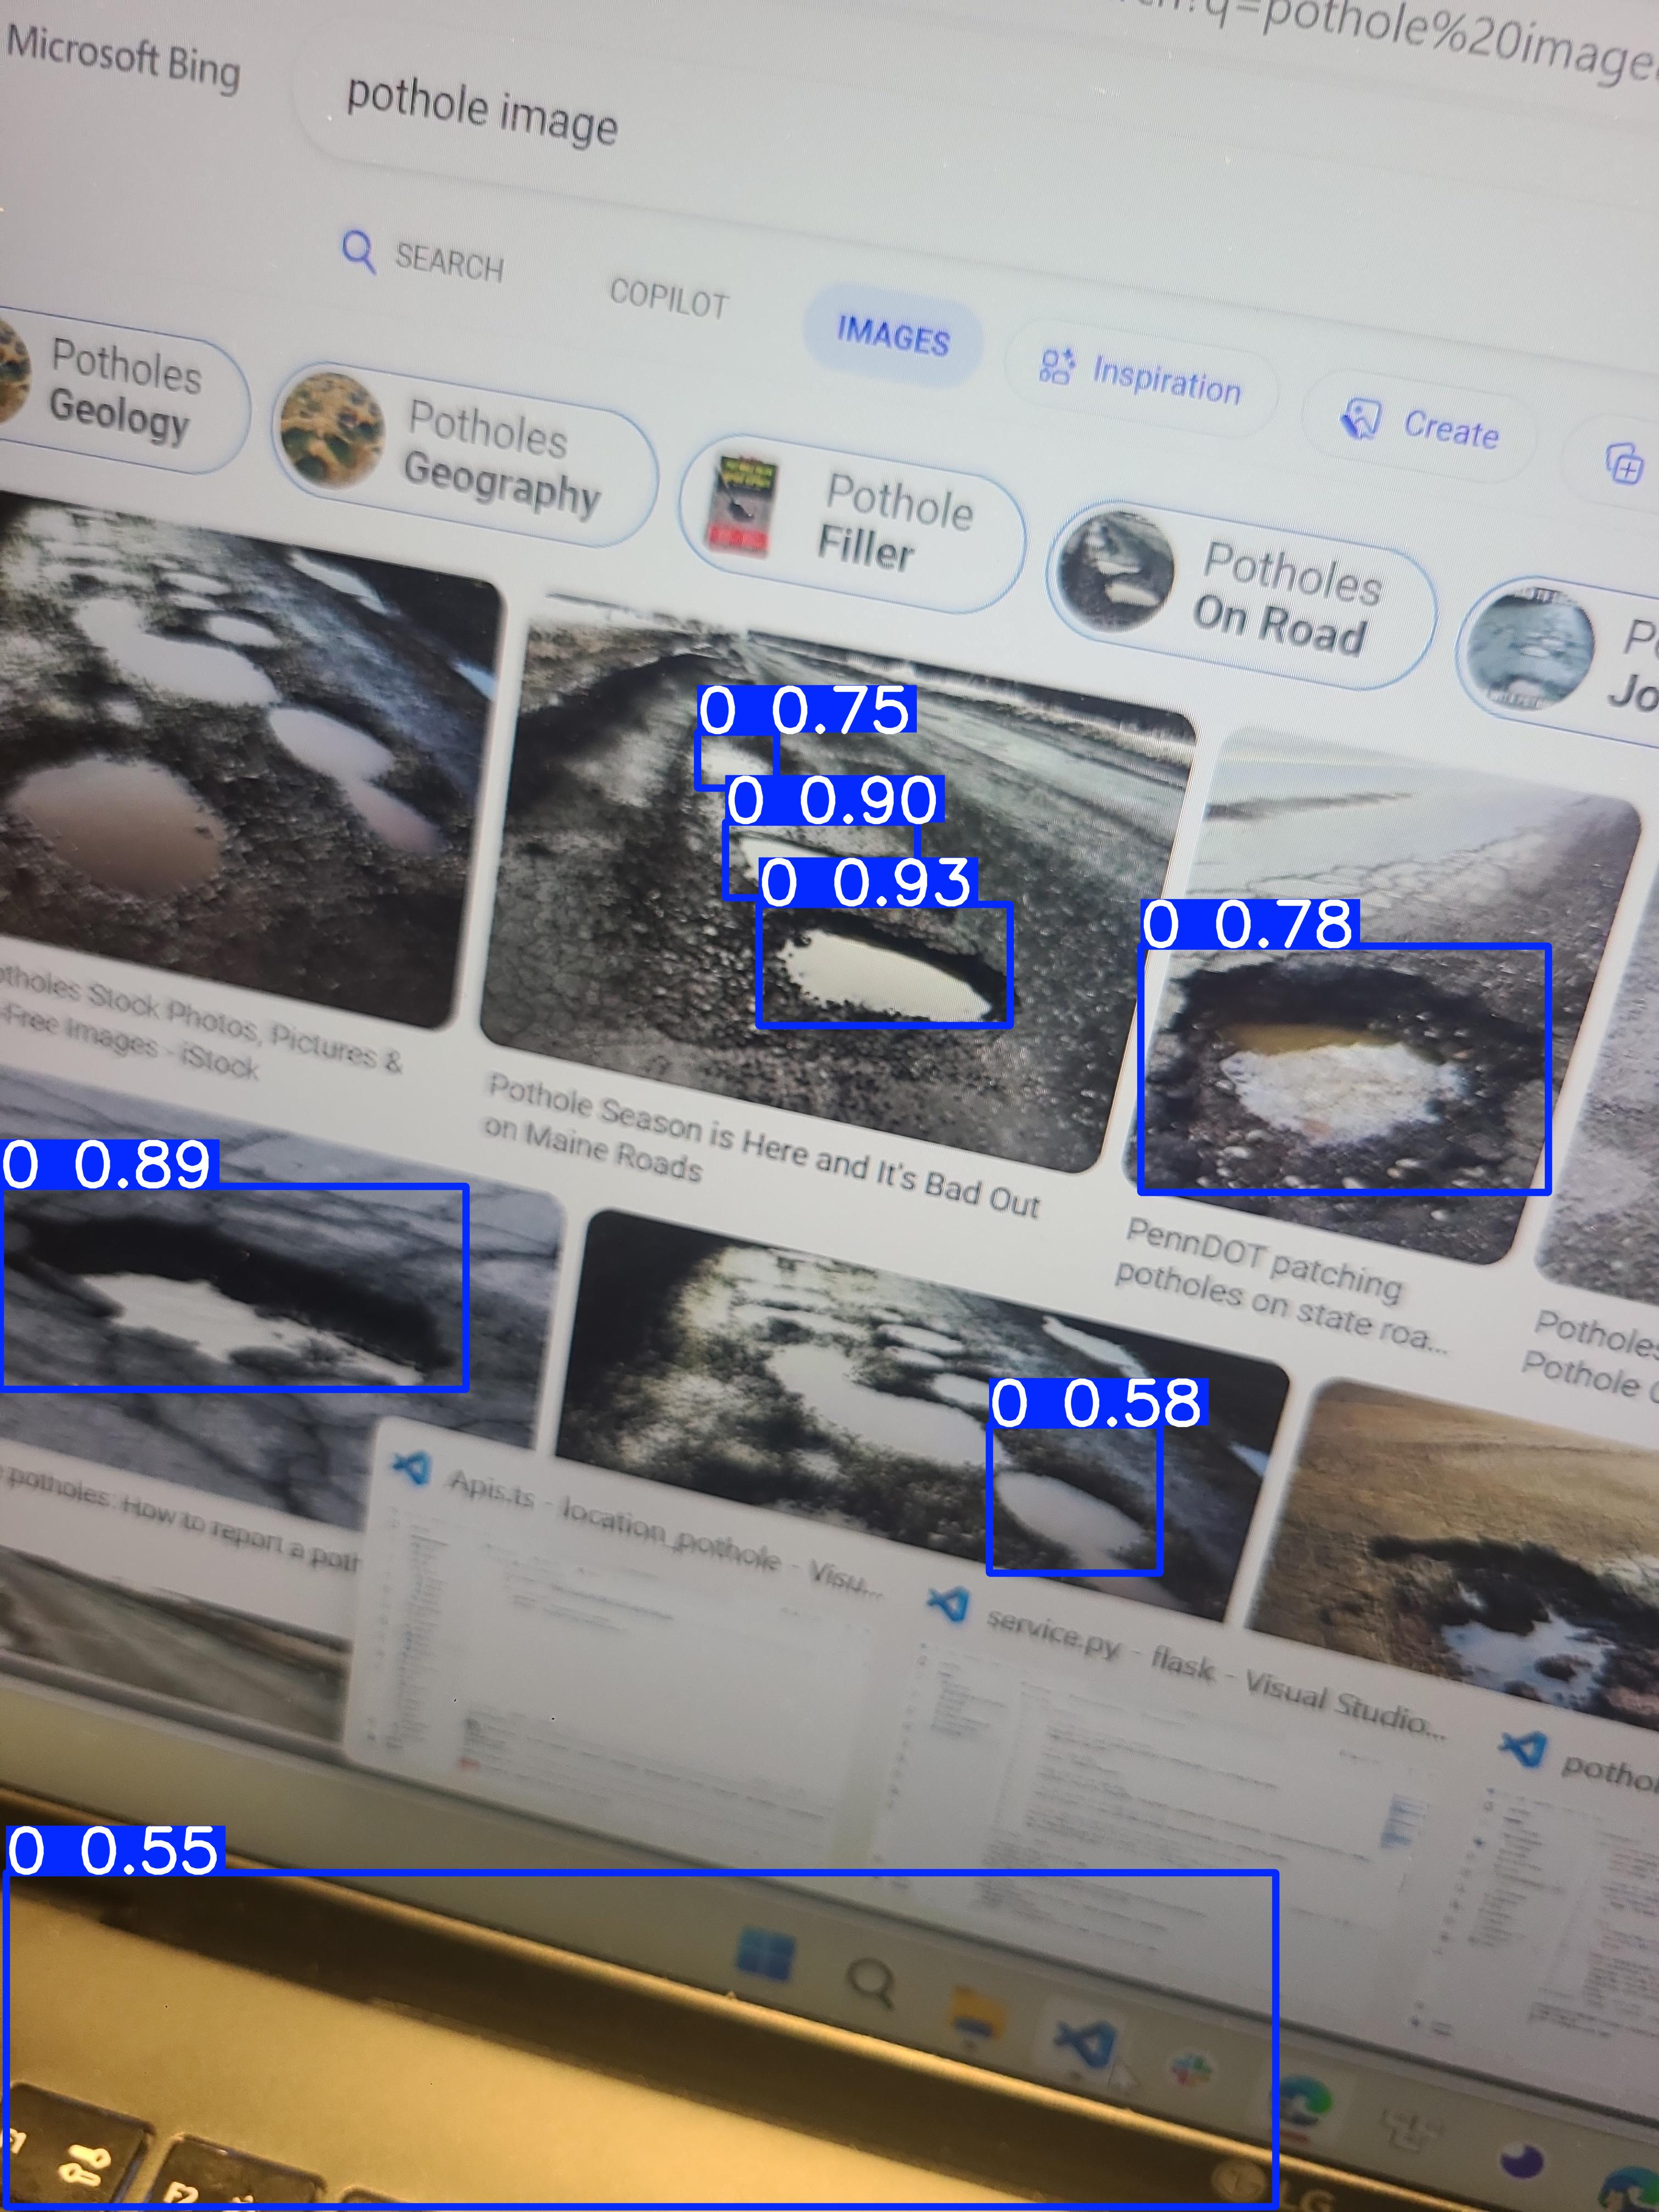 h?q=pothole%20image
Microsoft Bing
pothole image
SEARCH
COPILOT
IMAGES
Inspiration
Create
Potholes
Geology
Potholes
Geography
Pothole
Filler
Potholes
On Road
Jo
0 0.75
0 0.90
0 0.93
0 0.78
otholes Stock Photos, Pictures &
-Free Images - iStock
Pothole Season is Here and It's Bad Out
on Maine Roads
PennDOT patching
potholes on state roa...
Potholes
Pothole
0 0.89
0 0.58
potholes: How to report a poth
Apis.ts - location_pothole - Visu...
service.py - flask - Visual Studio...
pothol
0 0.55
F2
LG